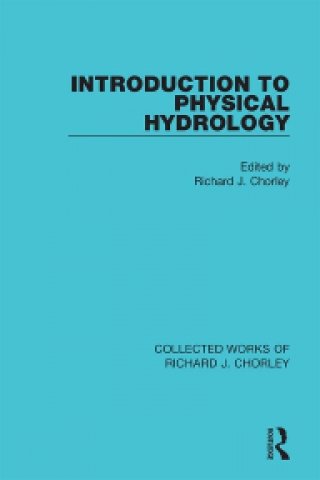 INTRODUCTION TO
PHYSICAL
HYDROLOGY
Edited by
Richard J. Chorley
COLLECTED WORKS OF
RICHARD J. CHORLEY
ROUTLEDGE